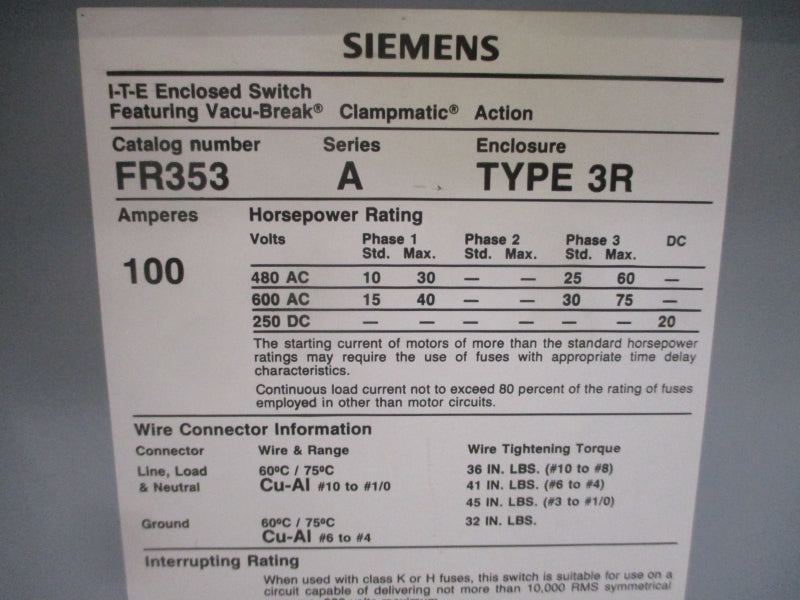 SIEMENS
I-T-E Enclosed Switch
Featuring Vacu-Break® Clampmatic® Action
Catalog number Series Enclosure
FR353 A TYPE 3R
Amperes Horsepower Rating
Volts Phase 1 Phase 2 Phase 3 DC
Std. Max. Std. Max. Std. Max.
100
480 AC 10 30 — — 25 60 —
600 AC 15 40 — — 30 75 —
250 DC — — — — — — 20
The starting current of motors of more than the standard horsepower
ratings may require the use of fuses with appropriate time delay
characteristics.
Continuous load current not to exceed 80 percent of the rating of fuses
employed in other than motor circuits.
Wire Connector Information
Connector Wire & Range Wire Tightening Torque
Line, Load 60ºC / 75ºC 36 IN. LBS. (#10 to #8)
& Neutral Cu-Al #10 to #1/0 41 IN. LBS. (#6 to #4)
45 IN. LBS. (#3 to #1/0)
Ground 60ºC / 75ºC 32 IN. LBS.
Cu-Al #6 to #4
Interrupting Rating
When used with class K or H fuses, this switch is suitable for use on a
circuit capable of delivering not more than 10,000 RMS symmetrical